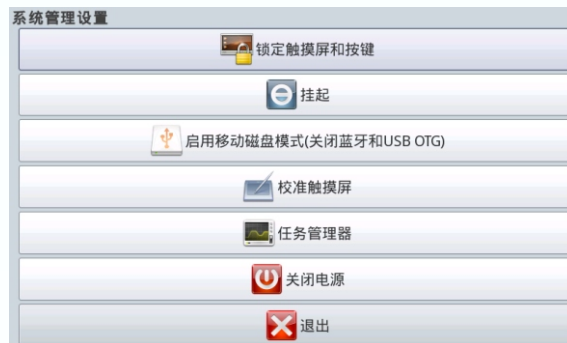 系统管理设置
锁定触摸屏和按键
挂起
启用移动磁盘模式(关闭蓝牙和USB OTG)
校准触摸屏
任务管理器
关闭电源
退出